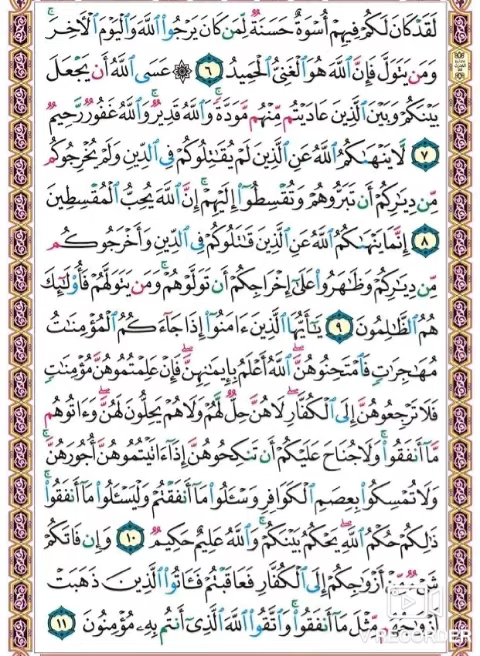 لَقَدْ كَانَ لَكُمْ فِيهِمْ أُسْوَةٌ حَسَنَةٌ لِّمَن كَانَ يَرْجُوا۟ ٱللَّهَ وَٱلْيَوْمَ ٱلْـَٔاخِرَ ۚ
وَمَن يَتَوَلَّ فَإِنَّ ٱللَّهَ هُوَ ٱلْغَنِىُّ ٱلْحَمِيدُ ٦ ۞ عَسَى ٱللَّهُ أَن يَجْعَلَ
بَيْنَكُمْ وَبَيْنَ ٱلَّذِينَ عَادَيْتُم مِّنْهُم مَّوَدَّةً ۚ وَٱللَّهُ قَدِيرٌ ۚ وَٱللَّهُ غَفُورٌ رَّحِيمٌ
٧ لَّا يَنْهَىٰكُمُ ٱللَّهُ عَنِ ٱلَّذِينَ لَمْ يُقَـٰتِلُوكُمْ فِى ٱلدِّينِ وَلَمْ يُخْرِجُوكُم
مِّن دِيَـٰرِكُمْ أَن تَبَرُّوهُمْ وَتُقْسِطُوٓا۟ إِلَيْهِمْ ۚ إِنَّ ٱللَّهَ يُحِبُّ ٱلْمُقْسِطِينَ
٨ إِنَّمَا يَنْهَىٰكُمُ ٱللَّهُ عَنِ ٱلَّذِينَ قَـٰتَلُوكُمْ فِى ٱلدِّينِ وَأَخْرَجُوكُم
مِّن دِيَـٰرِكُمْ وَظَـٰهَرُوا۟ عَلَىٰٓ إِخْرَاجِكُمْ أَن تَوَلَّوْهُمْ ۚ وَمَن يَتَوَلَّهُمْ فَأُو۟لَـٰٓئِكَ
هُمُ ٱلظَّـٰلِمُونَ ٩ يَـٰٓأَيُّهَا ٱلَّذِينَ ءَامَنُوٓا۟ إِذَا جَآءَكُمُ ٱلْمُؤْمِنَـٰتُ
مُهَـٰجِرَٰتٍ فَٱمْتَحِنُوهُنَّ ۖ ٱللَّهُ أَعْلَمُ بِإِيمَـٰنِهِنَّ ۖ فَإِنْ عَلِمْتُمُوهُنَّ مُؤْمِنَـٰتٍ
فَلَا تَرْجِعُوهُنَّ إِلَى ٱلْكُفَّارِ ۖ لَا هُنَّ حِلٌّ لَّهُمْ وَلَا هُمْ يَحِلُّونَ لَهُنَّ ۖ وَءَاتُوهُم
مَّآ أَنفَقُوا۟ ۚ وَلَا جُنَاحَ عَلَيْكُمْ أَن تَنكِحُوهُنَّ إِذَآ ءَاتَيْتُمُوهُنَّ أُجُورَهُنَّ ۚ
وَلَا تُمْسِكُوا۟ بِعِصَمِ ٱلْكَوَافِرِ وَسْـَٔلُوا۟ مَآ أَنفَقْتُمْ وَلْيَسْـَٔلُوا۟ مَآ أَنفَقُوا۟ ۚ
ذَٰلِكُمْ حُكْمُ ٱللَّهِ ۖ يَحْكُمُ بَيْنَكُمْ ۚ وَٱللَّهُ عَلِيمٌ حَكِيمٌ ١٠ وَإِن فَاتَكُمْ
شَىْءٌ مِّنْ أَزْوَٰجِكُمْ إِلَى ٱلْكُفَّارِ فَعَاقَبْتُمْ فَـَٔاتُوا۟ ٱلَّذِينَ ذَهَبَتْ
أَزْوَٰجُهُم مِّثْلَ مَآ أَنفَقُوا۟ ۚ وَٱتَّقُوا۟ ٱللَّهَ ٱلَّذِىٓ أَنتُم بِهِۦ مُؤْمِنُونَ ١١
V RECORDER